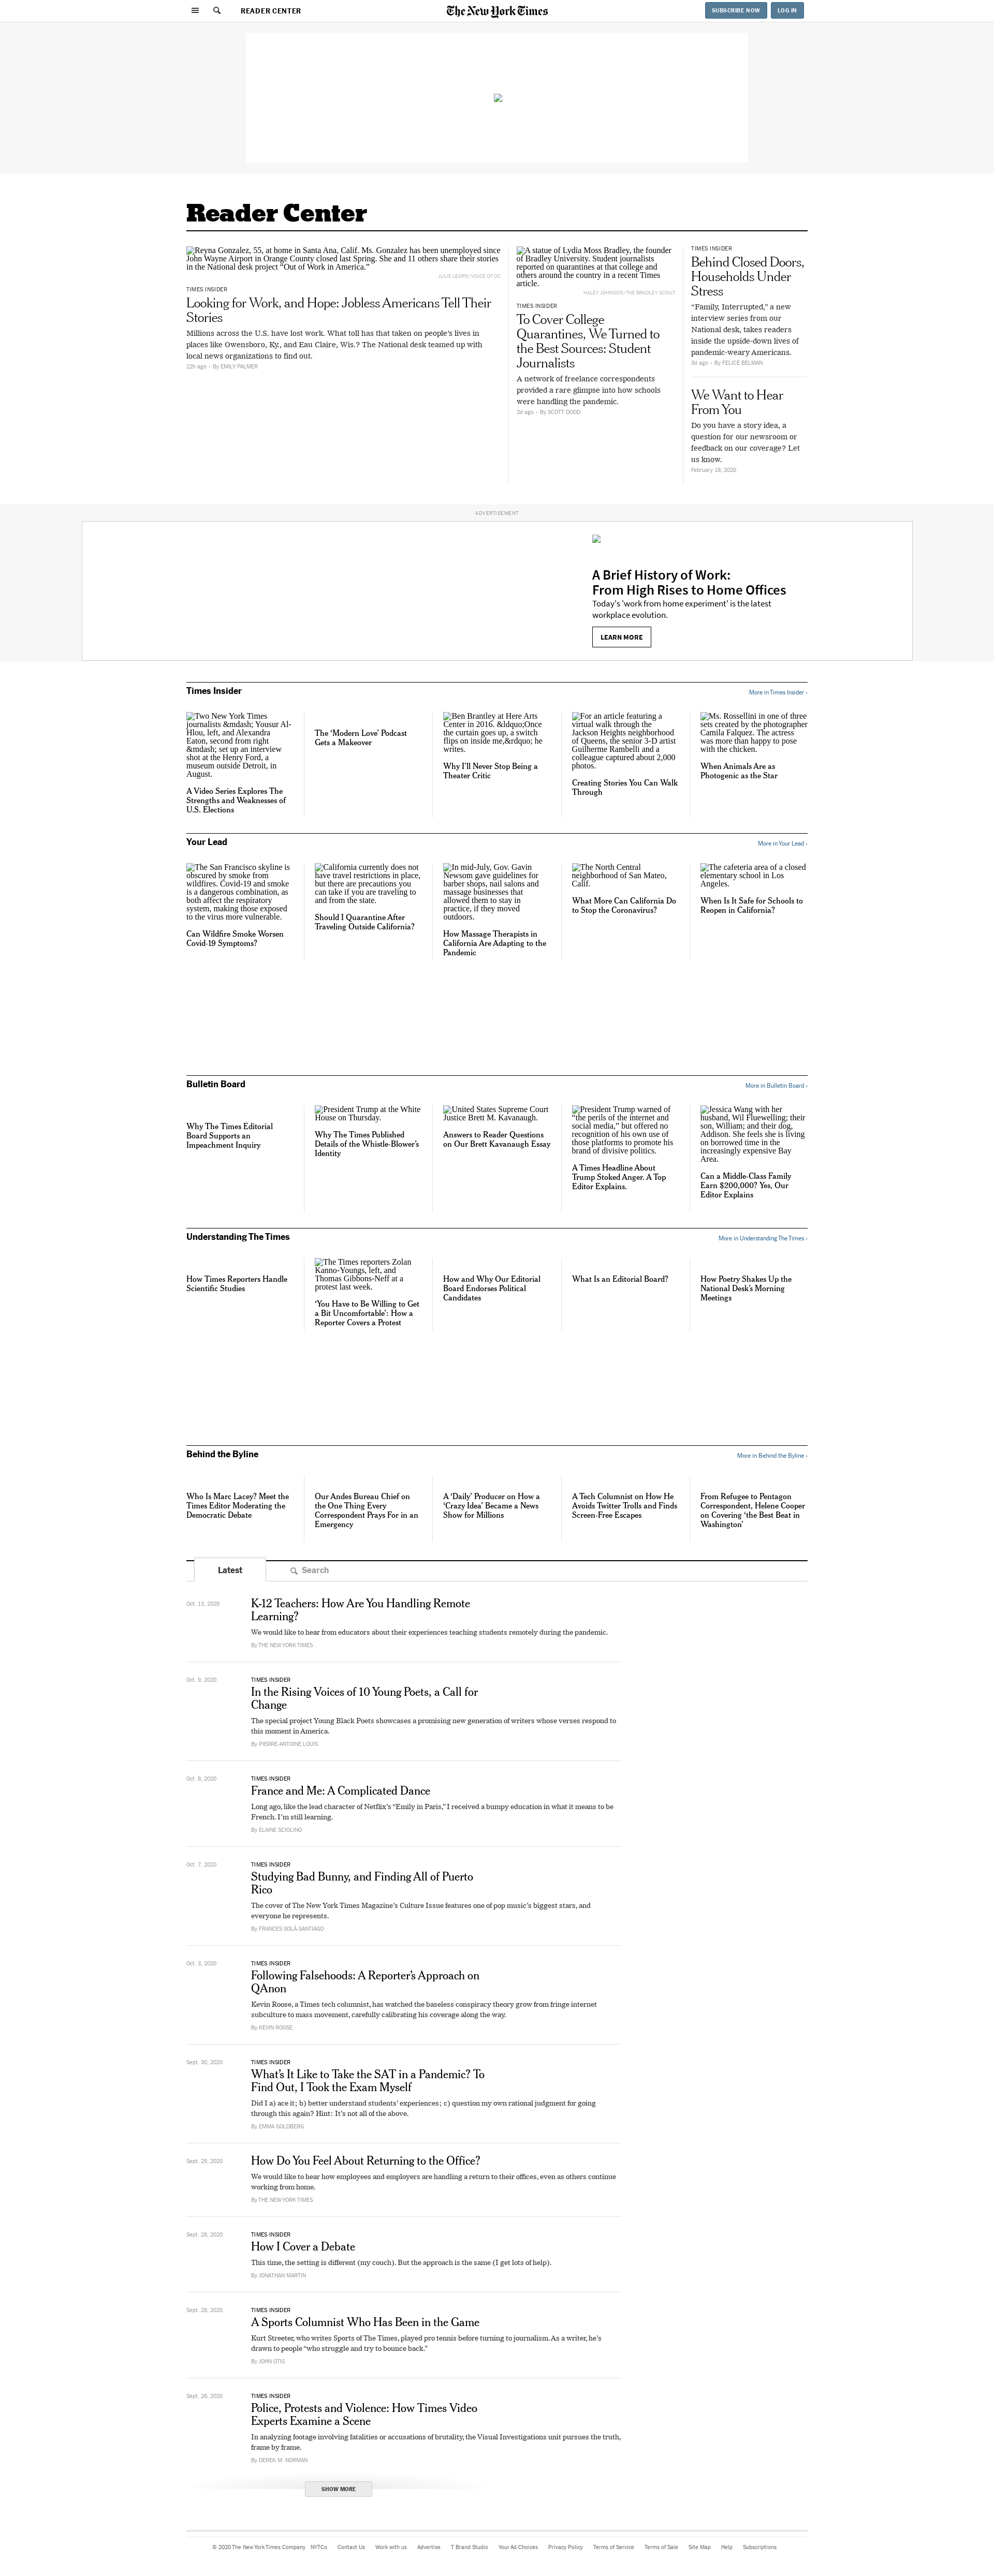 READER CENTER
The New York Times
SUBSCRIBE NOW
LOG IN
Reader Center
Reyna Gonzalez, 55, at home in Santa Ana, Calif. Ms. Gonzalez has been unemployed since
John Wayne Airport in Orange County closed last Spring. She and 11 others share their stories
in the National desk project "Out of Work in America."
JULIE LEOPO/VOICE OF OC
TIMES INSIDER
Looking for Work, and Hope: Jobless Americans Tell Their
Stories
Millions across the U.S. have lost work. What toll has that taken on people's lives in
places like Owensboro, Ky., and Eau Claire, Wis.? The National desk teamed up with
local news organizations to find out.
22h ago - By EMILY PALMER
A statue of Lydia Moss Bradley, the founder
of Bradley University. Student journalists
reported on quarantines at that college and
others around the country in a recent Times
article.
HALEY JOHNSON/THE BRADLEY SCOUT
TIMES INSIDER
To Cover College
Quarantines, We Turned to
the Best Sources: Student
Journalists
A network of freelance correspondents
provided a rare glimpse into how schools
were handling the pandemic.
2d ago - By SCOTT DODD
TIMES INSIDER
Behind Closed Doors,
Households Under
Stress
"Family, Interrupted," a new
interview series from our
National desk, takes readers
inside the upside-down lives of
pandemic-weary Americans.
3d ago - By FELICE BELMAN
We Want to Hear
From You
Do you have a story idea, a
question for our newsroom or
feedback on our coverage? Let
us know.
February 18, 2020
ADVERTISEMENT
A Brief History of Work:
From High Rises to Home Offices
Today's 'work from home experiment' is the latest
workplace evolution.
LEARN MORE
Times Insider
More in Times Insider ›
Two New York Times
journalists &mdash; Yousur Al-
Hlou, left, and Alexandra
Eaton, second from right
&mdash; set up an interview
shot at the Henry Ford, a
museum outside Detroit, in
August.
A Video Series Explores The
Strengths and Weaknesses of
U.S. Elections
The 'Modern Love' Podcast
Gets a Makeover
Ben Brantley at Here Arts
Center in 2016. &ldquo;Once
the curtain goes up, a switch
flips on inside me,&rdquo; he
writes.
Why I'll Never Stop Being a
Theater Critic
For an article featuring a
virtual walk through the
Jackson Heights neighborhood
of Queens, the senior 3-D artist
Guilherme Rambelli and a
colleague captured about 2,000
photos.
Creating Stories You Can Walk
Through
Ms. Rossellini in one of three
sets created by the photographer
Camila Falquez. The actress
was more than happy to pose
with the chicken.
When Animals Are as
Photogenic as the Star
Your Lead
More in Your Lead ›
The San Francisco skyline is
obscured by smoke from
wildfires. Covid-19 and smoke
is a dangerous combination, as
both affect the respiratory
system, making those exposed
to the virus more vulnerable.
Can Wildfire Smoke Worsen
Covid-19 Symptoms?
California currently does not
have travel restrictions in place,
but there are precautions you
can take if you are traveling to
and from the state.
Should I Quarantine After
Traveling Outside California?
In mid-July, Gov. Gavin
Newsom gave guidelines for
barber shops, nail salons and
massage businesses that
allowed them to stay in
practice, if they moved
outdoors.
How Massage Therapists in
California Are Adapting to the
Pandemic
The North Central
neighborhood of San Mateo,
Calif.
What More Can California Do
to Stop the Coronavirus?
The cafeteria area of a closed
elementary school in Los
Angeles.
When Is It Safe for Schools to
Reopen in California?
Bulletin Board
More in Bulletin Board ›
Why The Times Editorial
Board Supports an
Impeachment Inquiry
President Trump at the White
House on Thursday.
Why The Times Published
Details of the Whistle-Blower's
Identity
United States Supreme Court
Justice Brett M. Kavanaugh.
Answers to Reader Questions
on Our Brett Kavanaugh Essay
President Trump warned of
"the perils of the internet and
social media," but offered no
recognition of his own use of
those platforms to promote his
brand of divisive politics.
A Times Headline About
Trump Stoked Anger. A Top
Editor Explains.
Jessica Wang with her
husband, Wil Fluewelling; their
son, William; and their dog,
Addison. She feels she is living
on borrowed time in the
increasingly expensive Bay
Area.
Can a Middle-Class Family
Earn $200,000? Yes, Our
Editor Explains
Understanding The Times
More in Understanding The Times ›
How Times Reporters Handle
Scientific Studies
The Times reporters Zolan
Kanno-Youngs, left, and
Thomas Gibbons-Neff at a
protest last week.
'You Have to Be Willing to Get
a Bit Uncomfortable': How a
Reporter Covers a Protest
How and Why Our Editorial
Board Endorses Political
Candidates
What Is an Editorial Board?
How Poetry Shakes Up the
National Desk's Morning
Meetings
Behind the Byline
More in Behind the Byline ›
Who Is Marc Lacey? Meet the
Times Editor Moderating the
Democratic Debate
Our Andes Bureau Chief on
the One Thing Every
Correspondent Prays For in an
Emergency
A 'Daily' Producer on How a
'Crazy Idea' Became a News
Show for Millions
A Tech Columnist on How He
Avoids Twitter Trolls and Finds
Screen-Free Escapes
From Refugee to Pentagon
Correspondent, Helene Cooper
on Covering 'the Best Beat in
Washington'
Latest
Search
Oct. 13, 2020
K-12 Teachers: How Are You Handling Remote
Learning?
We would like to hear from educators about their experiences teaching students remotely during the pandemic.
By THE NEW YORK TIMES
Oct. 9, 2020
TIMES INSIDER
In the Rising Voices of 10 Young Poets, a Call for
Change
The special project Young Black Poets showcases a promising new generation of writers whose verses respond to
this moment in America.
By PIERRE-ANTOINE LOUIS
Oct. 8, 2020
TIMES INSIDER
France and Me: A Complicated Dance
Long ago, like the lead character of Netflix's "Emily in Paris," I received a bumpy education in what it means to be
French. I'm still learning.
By ELAINE SCIOLINO
Oct. 7, 2020
TIMES INSIDER
Studying Bad Bunny, and Finding All of Puerto
Rico
The cover of The New York Times Magazine's Culture Issue features one of pop music's biggest stars, and
everyone he represents.
By FRANCES SOLÁ-SANTIAGO
Oct. 3, 2020
TIMES INSIDER
Following Falsehoods: A Reporter's Approach on
QAnon
Kevin Roose, a Times tech columnist, has watched the baseless conspiracy theory grow from fringe internet
subculture to mass movement, carefully calibrating his coverage along the way.
By KEVIN ROOSE
Sept. 30, 2020
TIMES INSIDER
What's It Like to Take the SAT in a Pandemic? To
Find Out, I Took the Exam Myself
Did I a) ace it; b) better understand students' experiences; c) question my own rational judgment for going
through this again? Hint: It's not all of the above.
By EMMA GOLDBERG
Sept. 29, 2020
How Do You Feel About Returning to the Office?
We would like to hear how employees and employers are handling a return to their offices, even as others continue
working from home.
By THE NEW YORK TIMES
Sept. 28, 2020
TIMES INSIDER
How I Cover a Debate
This time, the setting is different (my couch). But the approach is the same (I get lots of help).
By JONATHAN MARTIN
Sept. 28, 2020
TIMES INSIDER
A Sports Columnist Who Has Been in the Game
Kurt Streeter, who writes Sports of The Times, played pro tennis before turning to journalism. As a writer, he's
drawn to people "who struggle and try to bounce back."
By JOHN OTIS
Sept. 26, 2020
TIMES INSIDER
Police, Protests and Violence: How Times Video
Experts Examine a Scene
In analyzing footage involving fatalities or accusations of brutality, the Visual Investigations unit pursues the truth,
frame by frame.
By DEREK M. NORMAN
SHOW MORE
© 2020 The New York Times Company NYTCo Contact Us Work with us Advertise T Brand Studio Your Ad Choices Privacy Policy Terms of Service Terms of Sale Site Map Help Subscriptions